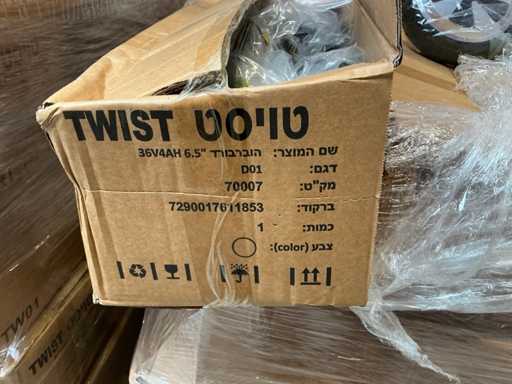 TWIST טויסט
שם המוצר: הוברבורד "6.5 36V4AH
דגם: D01
מק"ט: 70007
ברקוד: 7290017611853
כמות: 1
צבע (color):
TW01
TWIST טויסט